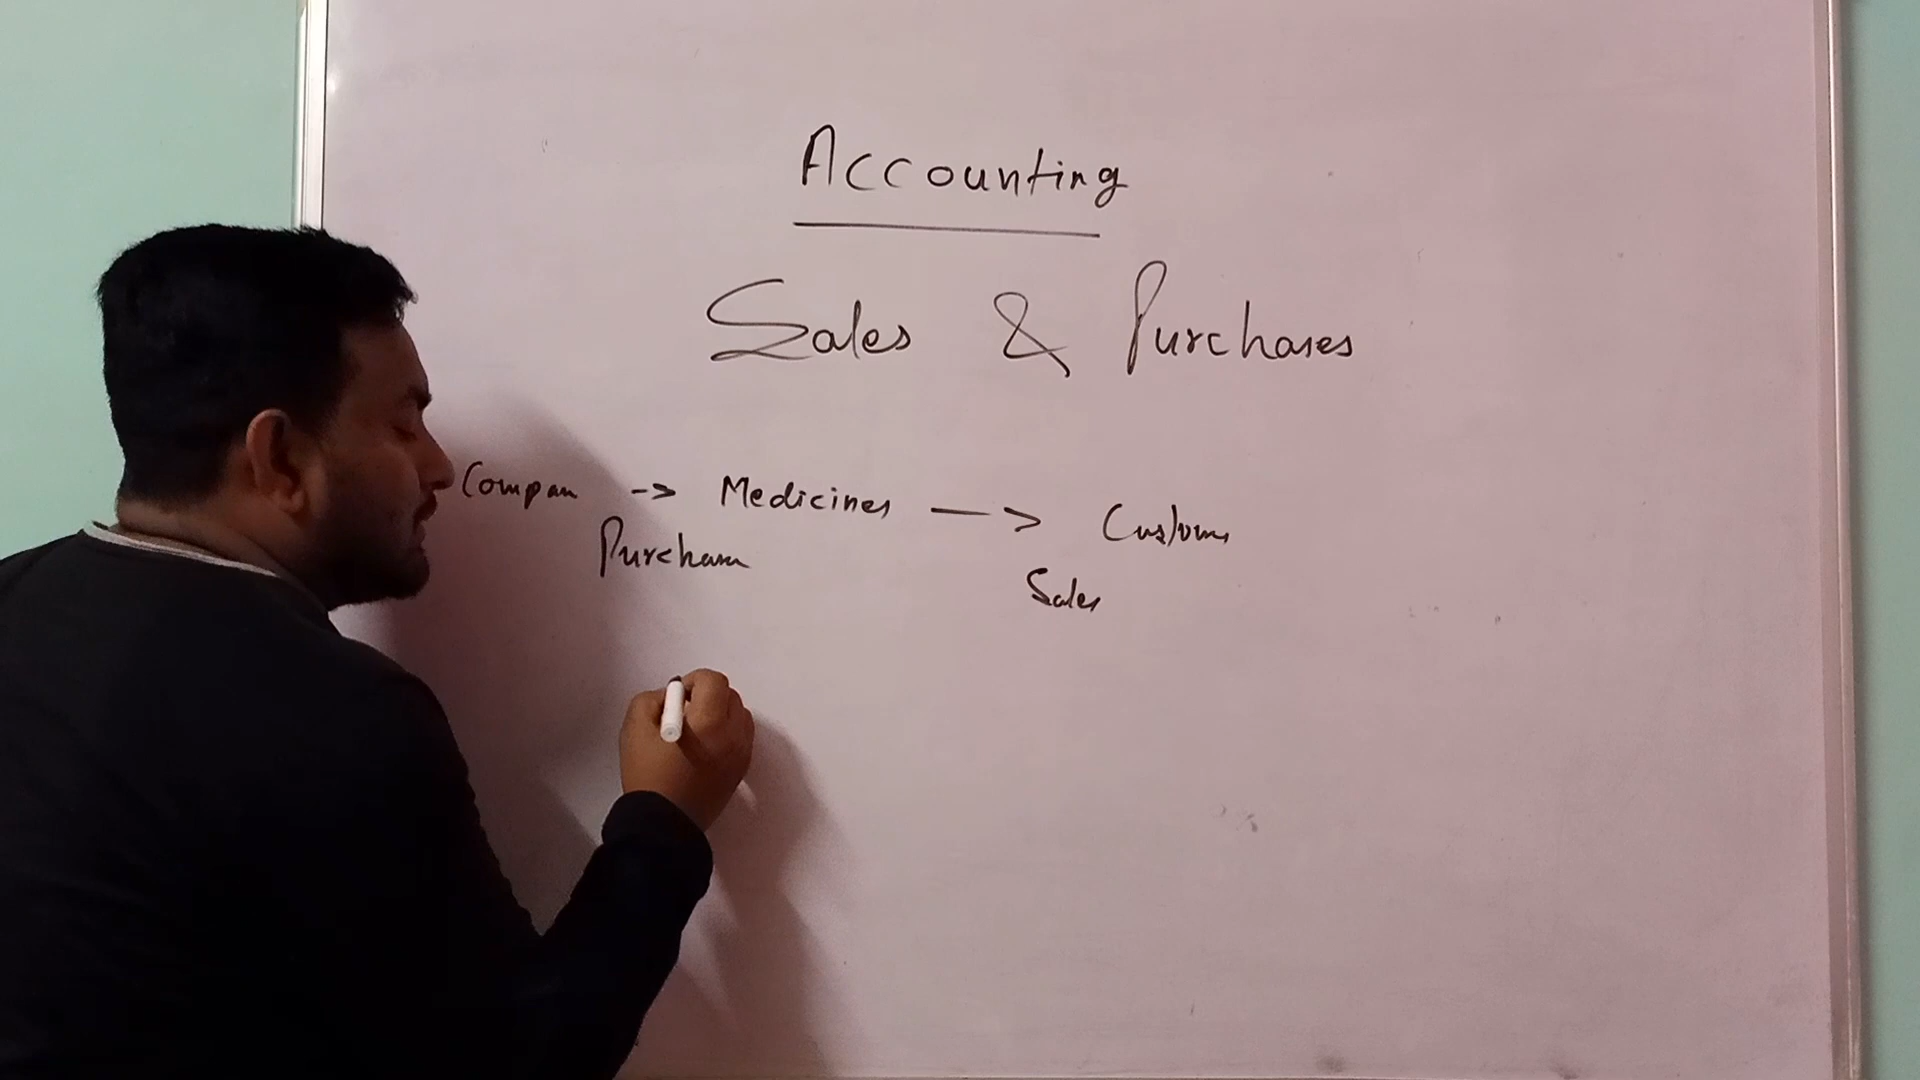 Accounting
Sales & Purchases
Compan -> Medicines —> Custom
Purchase
Sales